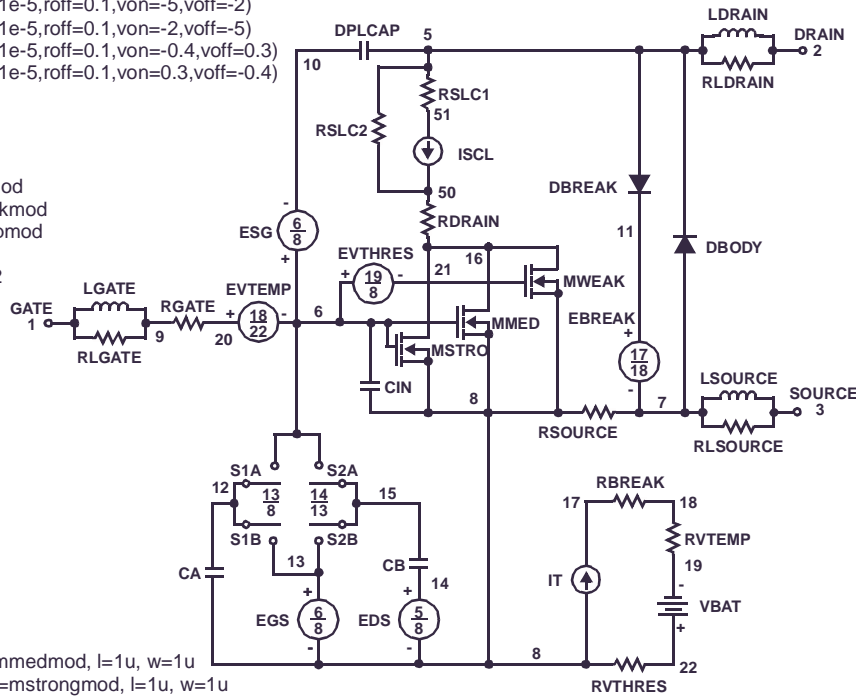 1e-5,roff=0.1,von=-5,voff=-2)
1e-5,roff=0.1,von=-2,voff=-5)
1e-5,roff=0.1,von=-0.4,voff=0.3)
1e-5,roff=0.1,von=0.3,voff=-0.4)
od
kmod
omod
2
LDRAIN
DPLCAP
5
DRAIN
2
10
RLDRAIN
RSLC1
51
RSLC2
ISCL
50
DBREAK
-
RDRAIN
ESG
6
8
+
EVTHRES
11
DBODY
16
21
+
19
8
-
MWEAK
LGATE
EVTEMP
GATE
1
RGATE
+
18
22
-
6
EBREAK
+
MMED
9
20
MSTRO
RLGATE
17
18
-
LSOURCE
CIN
SOURCE
3
8
7
RSOURCE
RLSOURCE
S1A
S2A
12
13
8
14
13
15
RBREAK
17
18
S1B
S2B
RVTEMP
13
CB
19
CA
14
IT
-
+
+
VBAT
EGS
6
8
EDS
5
8
+
-
-
8
22
RVTHRES
mmedmod, l=1u, w=1u
=mstrongmod, l=1u, w=1u